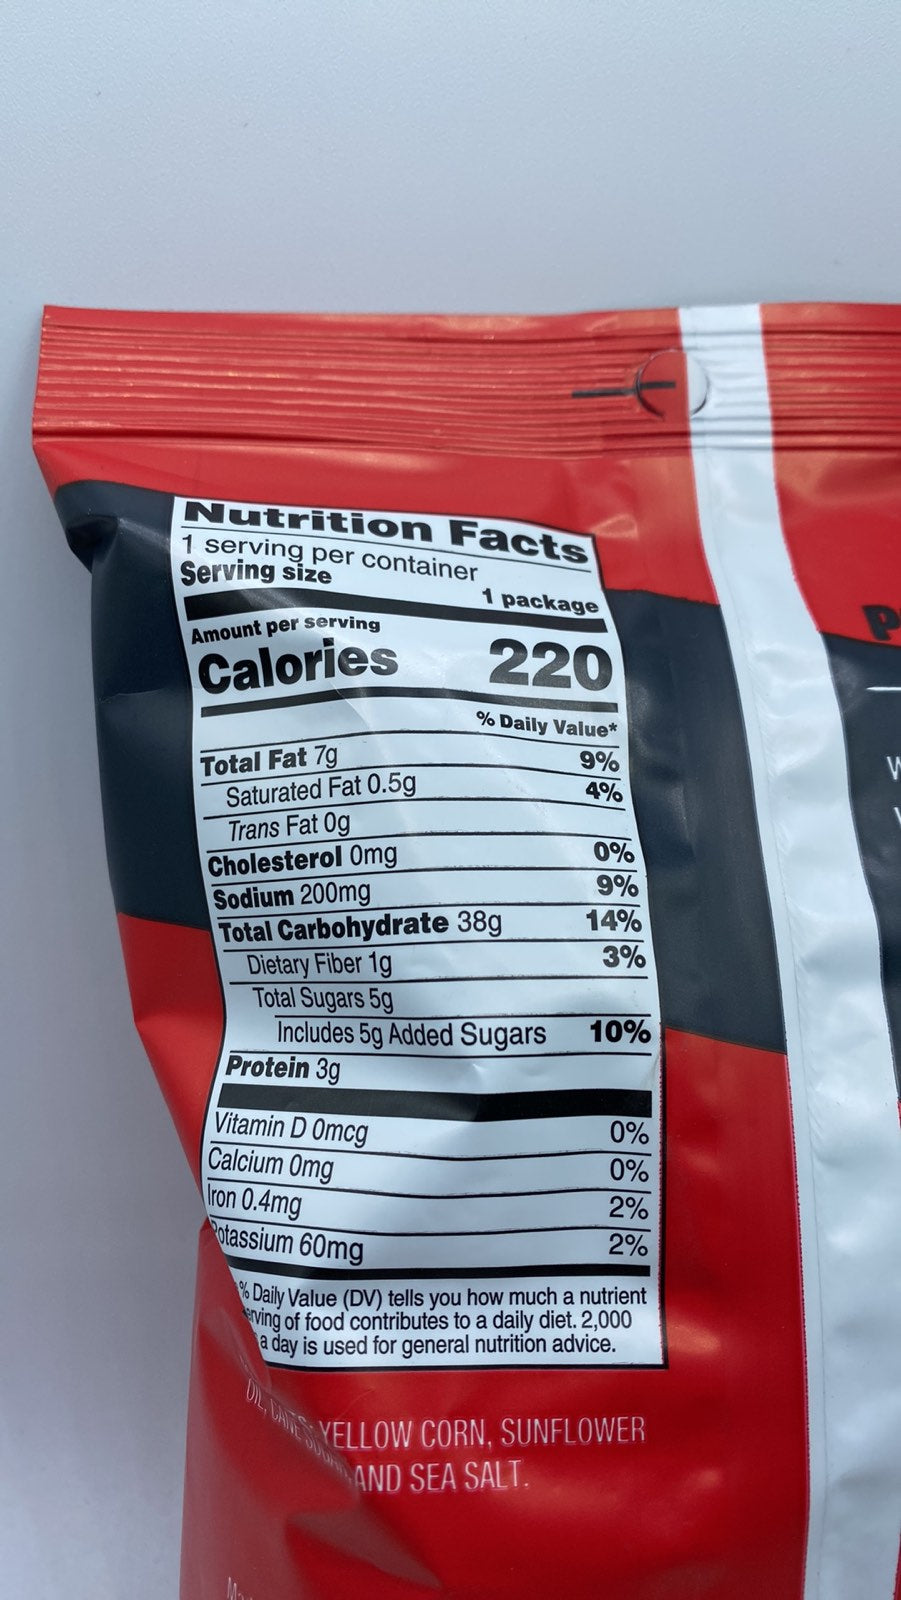 Nutrition Facts
1 serving per container
Serving size 1 package
Amount per serving
Calories 220
% Daily Value*
Total Fat 7g 9%
Saturated Fat 0.5g 4%
Trans Fat 0g
Cholesterol 0mg 0%
Sodium 200mg 9%
Total Carbohydrate 38g 14%
Dietary Fiber 1g 3%
Total Sugars 5g
Includes 5g Added Sugars 10%
Protein 3g
Vitamin D 0mcg 0%
Calcium 0mg 0%
Iron 0.4mg 2%
Potassium 60mg 2%
% Daily Value (DV) tells you how much a nutrient
of food contributes to a daily diet. 2,000
a day is used for general nutrition advice.
YELLOW CORN, SUNFLOWER
OIL, CANE SUGAR AND SEA SALT.